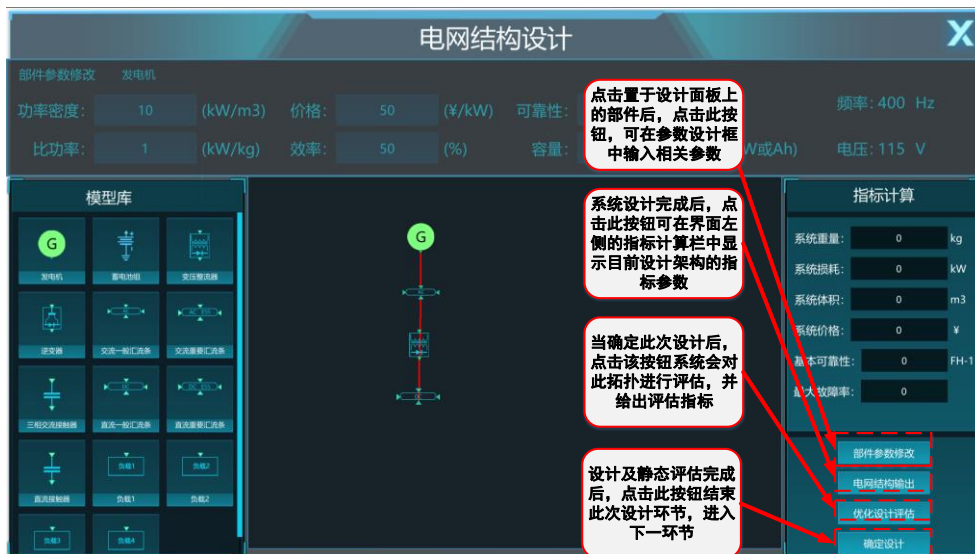 电网结构设计
X
部件参数修改 发电机
功率密度: 10 (kW/m3) 价格: 50 (¥/kW) 可靠性:
频率: 400 Hz
比功率: 1 (kW/kg) 效率: 50 (%) 容量:
W或Ah)
电压: 115 V
点击置于设计面板上
的部件后，点击此按
钮，可在参数设计框
中输入相关参数
模型库
G
发电机 蓄电池组 变压整流器
AC AC ESS
逆变器 交流一般汇流条 交流重要汇流条
DC DC ESS
三相交流接触器 直流一般汇流条 直流重要汇流条
负载1 负载2
直流接触器 负载1 负载2
负载3 负载4
G
AC
DC
系统设计完成后，点
击此按钮可在界面左
侧的指标计算栏中显
示目前设计架构的指
标参数
当确定此次设计后，
点击该按钮系统会对
此拓扑进行评估，并
给出评估指标
设计及静态评估完成
后，点击此按钮结束
此次设计环节，进入
下一环节
指标计算
系统重量: 0 kg
系统损耗: 0 kW
系统体积: 0 m3
系统价格: 0 ¥
基本可靠性: 0 FH-1
最大故障率: 0
部件参数修改
电网结构输出
优化设计评估
确定设计